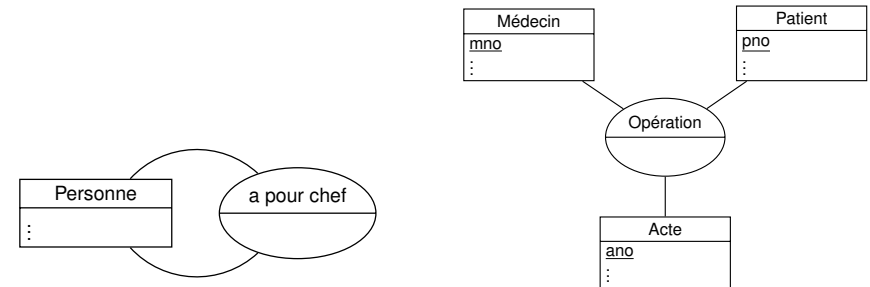 Personne
⋮
a pour chef
Médecin
mno
⋮
Patient
pno
⋮
Opération
Acte
ano
⋮